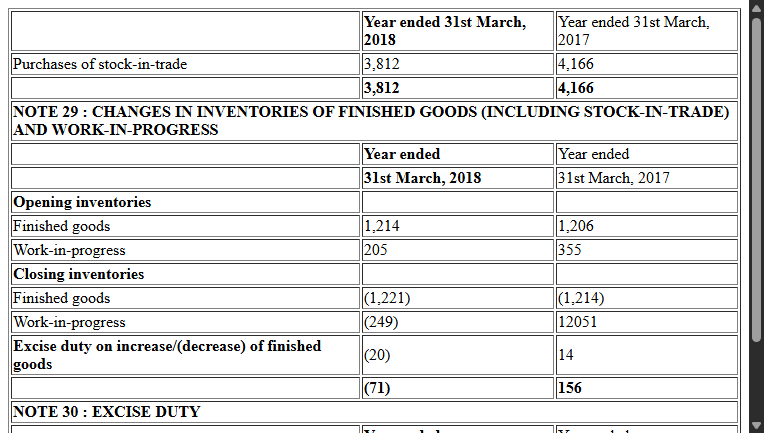 Year ended 31st March, Year ended 31st March,
2018 2017
Purchases of stock-in-trade 3,812 4,166
3,812 4,166
NOTE 29 : CHANGES IN INVENTORIES OF FINISHED GOODS (INCLUDING STOCK-IN-TRADE)
AND WORK-IN-PROGRESS
Year ended Year ended
31st March, 2018 31st March, 2017
Opening inventories
Finished goods 1,214 1,206
Work-in-progress 205 355
Closing inventories
Finished goods (1,221) (1,214)
Work-in-progress (249) 12051
Excise duty on increase/(decrease) of finished
goods (20) 14
(71) 156
NOTE 30 : EXCISE DUTY